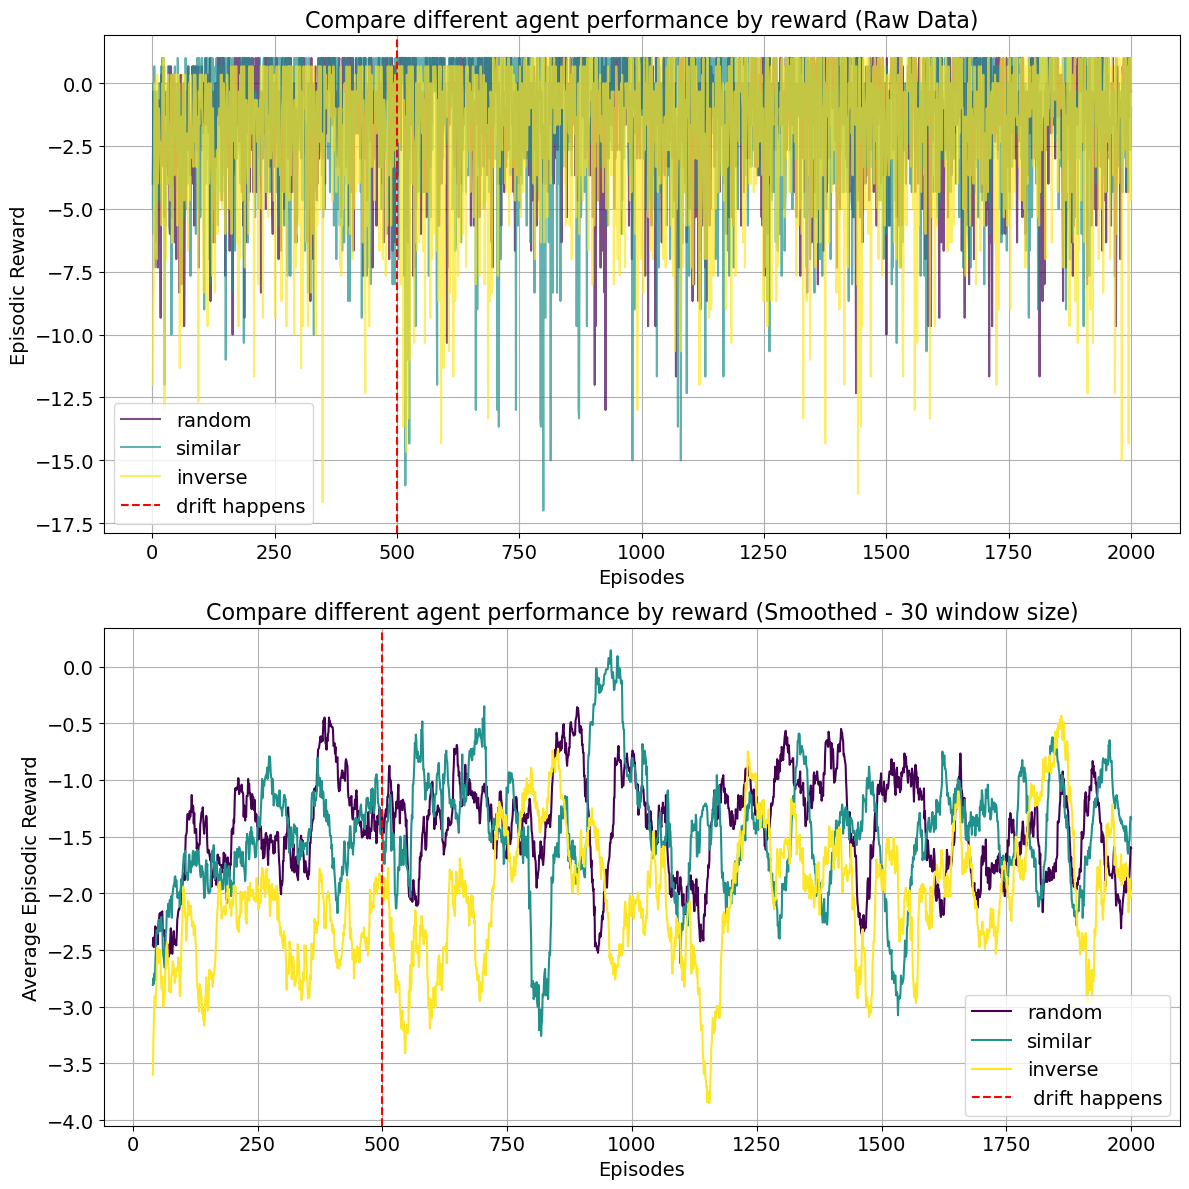 Compare different agent performance by reward (Raw Data)
Episodic Reward
0.0
−2.5
−5.0
−7.5
−10.0
−12.5
−15.0
−17.5
random
similar
inverse
drift happens
0 250 500 750 1000 1250 1500 1750 2000
Episodes
Compare different agent performance by reward (Smoothed - 30 window size)
Average Episodic Reward
0.0
−0.5
−1.0
−1.5
−2.0
−2.5
−3.0
−3.5
−4.0
random
similar
inverse
drift happens
0 250 500 750 1000 1250 1500 1750 2000
Episodes